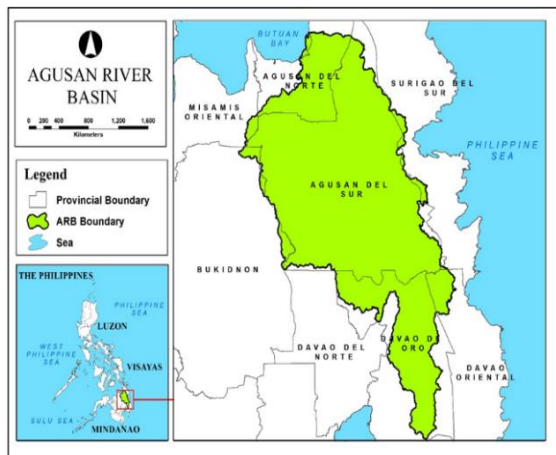 AGUSAN RIVER
BASIN
0 200 400 800 1,200 1,600
Kilometers
Legend
Provincial Boundary
ARB Boundary
Sea
THE PHILIPPINES
PHILIPPINE
SEA
LUZON
WEST
PHILIPPINE
SEA
VISAYAS
SULU SEA
MINDANAO
BUTUAN
BAY
AGUSAN DEL
NORTE
SURIGAO DEL
SUR
MISAMIS
ORIENTAL
PHILIPPINE
SEA
AGUSAN DEL
SUR
BUKIDNON
DAVAO DEL
NORTE
DAVAO DE
ORO
DAVAO
ORIENTAL